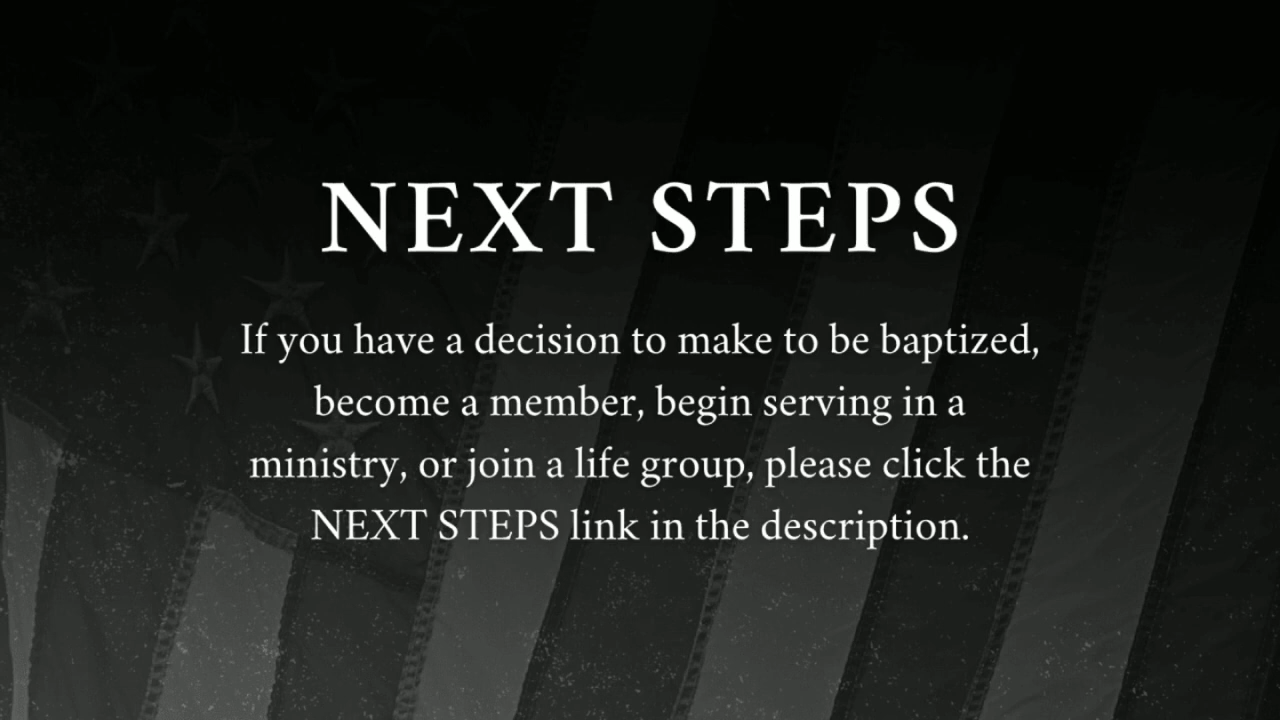 NEXT STEPS
If you have a decision to make to be baptized,
become a member, begin serving in a
ministry, or join a life group, please click the
NEXT STEPS link in the description.